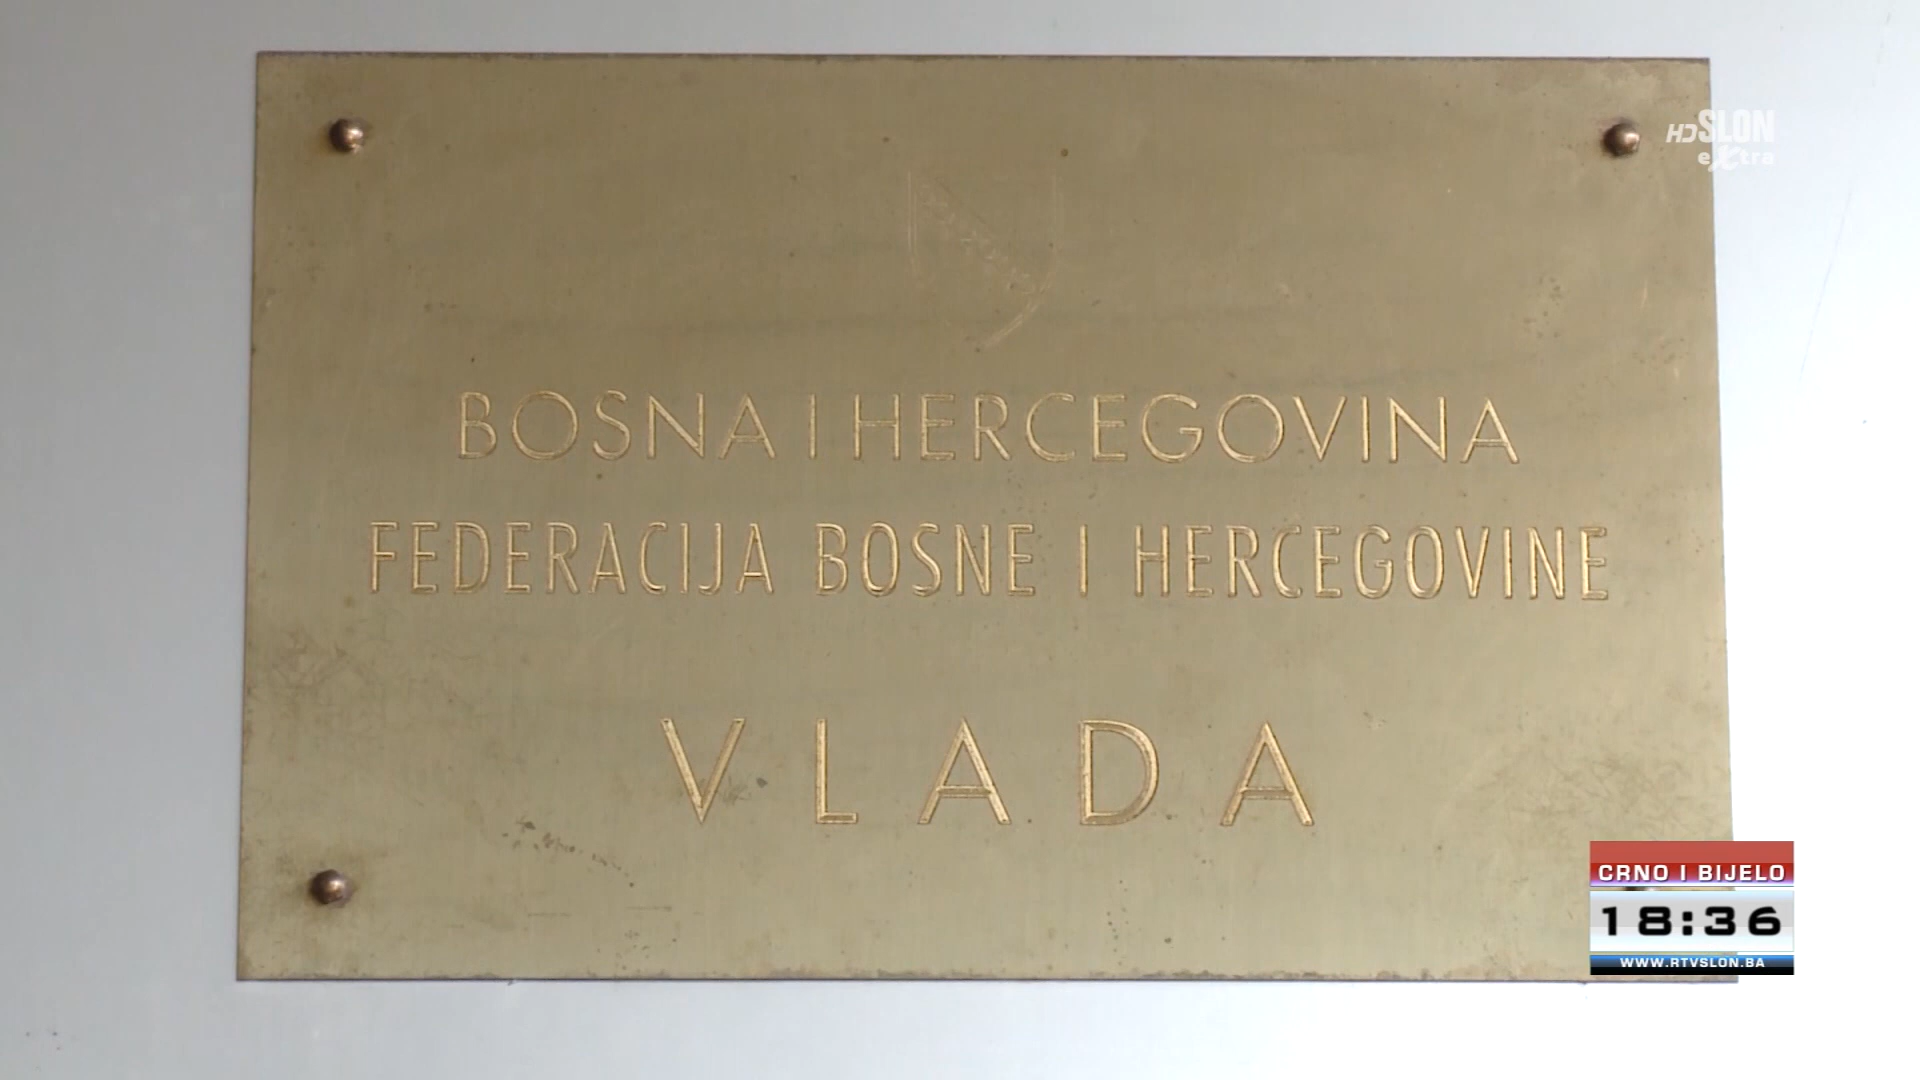 HD SLON
extra
BOSNA I HERCEGOVINA
FEDERACIJA BOSNE I HERCEGOVINE
VLADA
CRNO I BIJELO
18:36
WWW.RTVSLON.BA